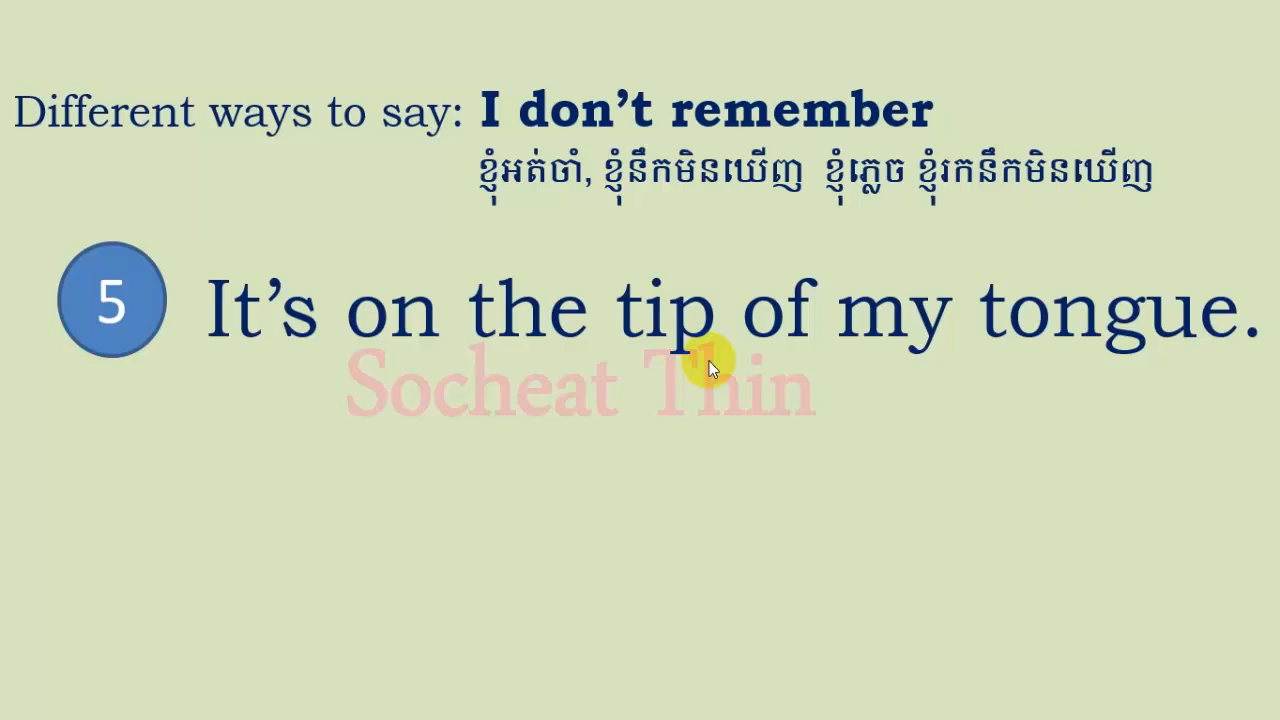 Different ways to say: I don’t remember
ខ្ញុំអត់ចាំ, ខ្ញុំនឹកមិនឃើញ ខ្ញុំភ្លេច ខ្ញុំរកនឹកមិនឃើញ
5 It’s on the tip of my tongue.
Socheat Thin